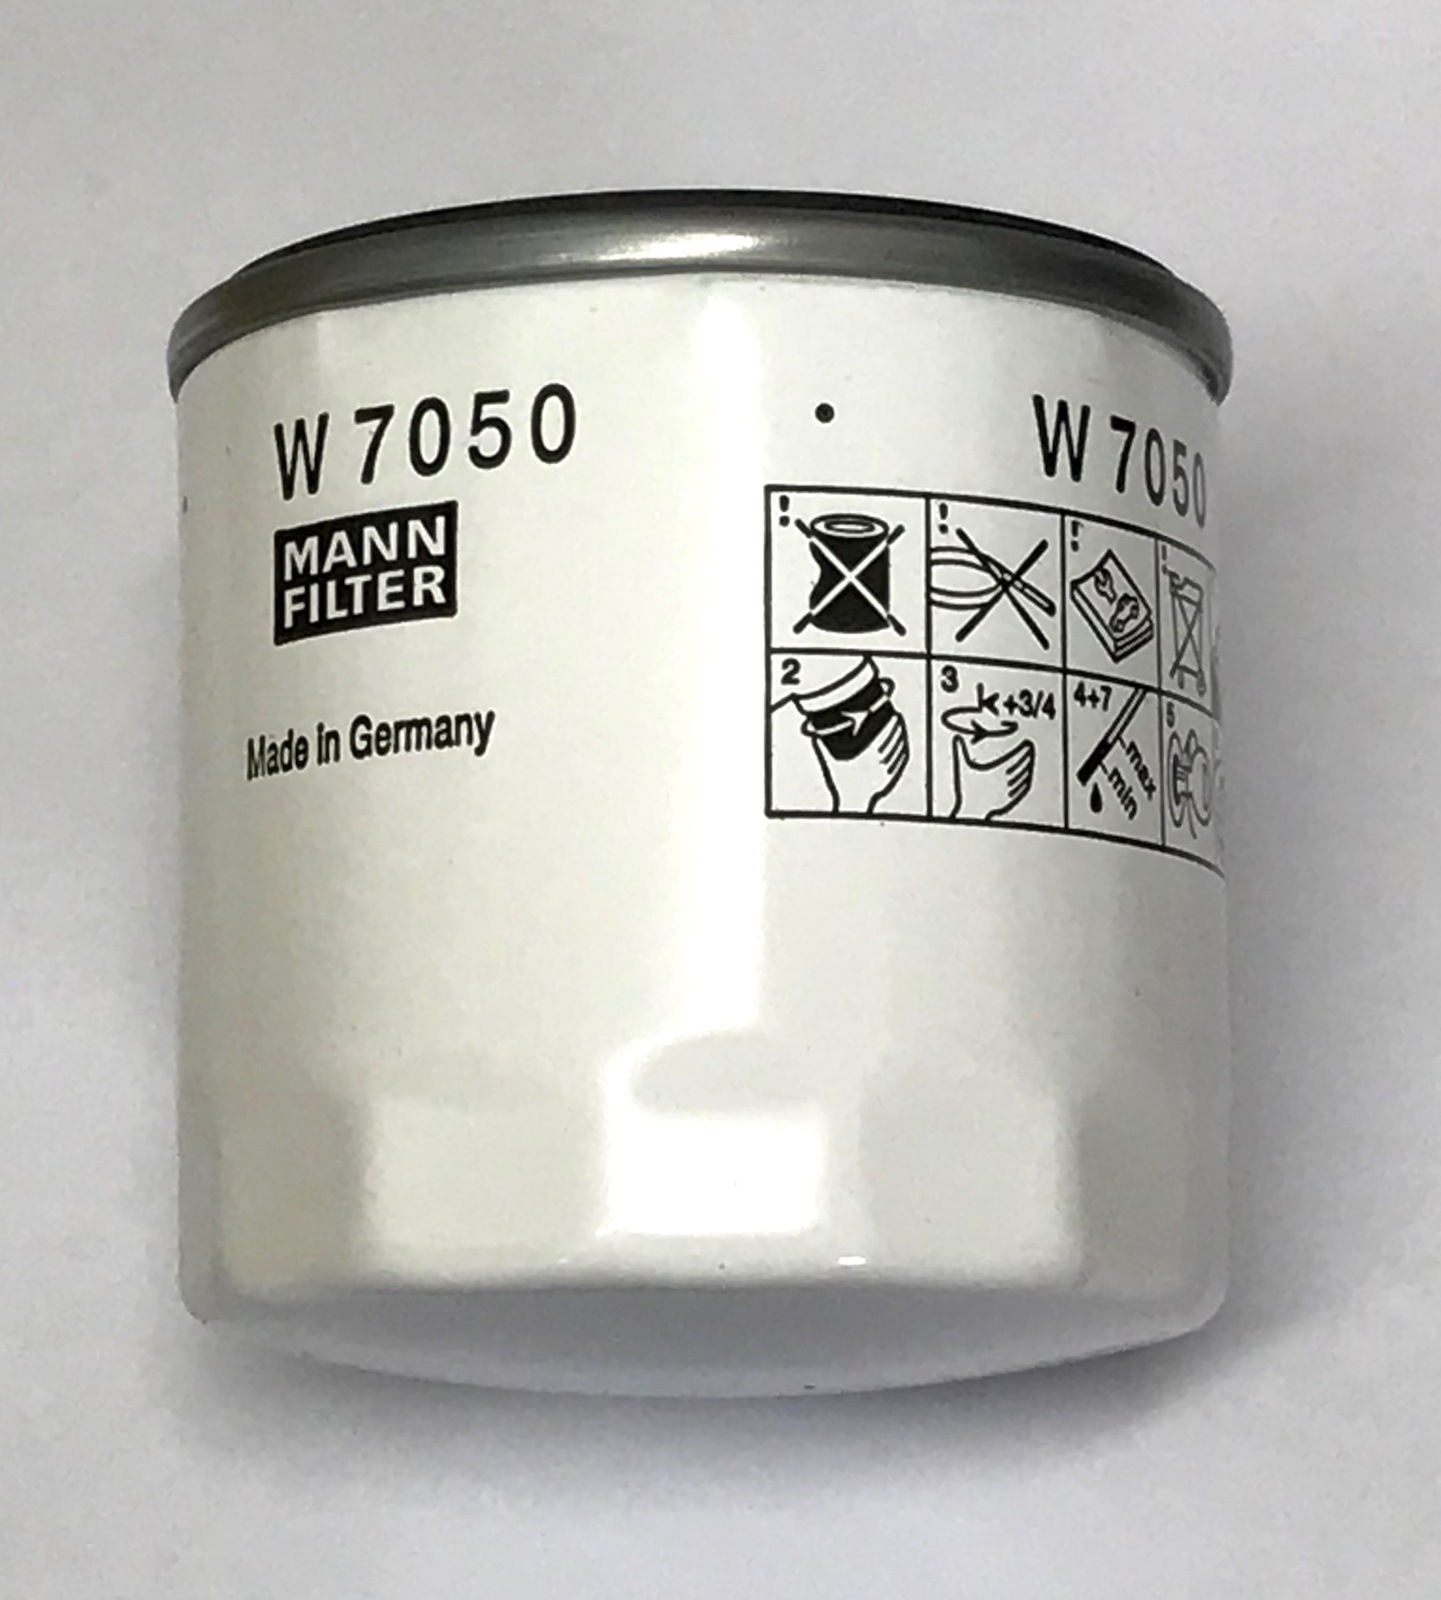 W 7050
MANN
FILTER
Made in Germany
W 7050
!
!
!
!
2
3
+3/4
4+7
max
min
5